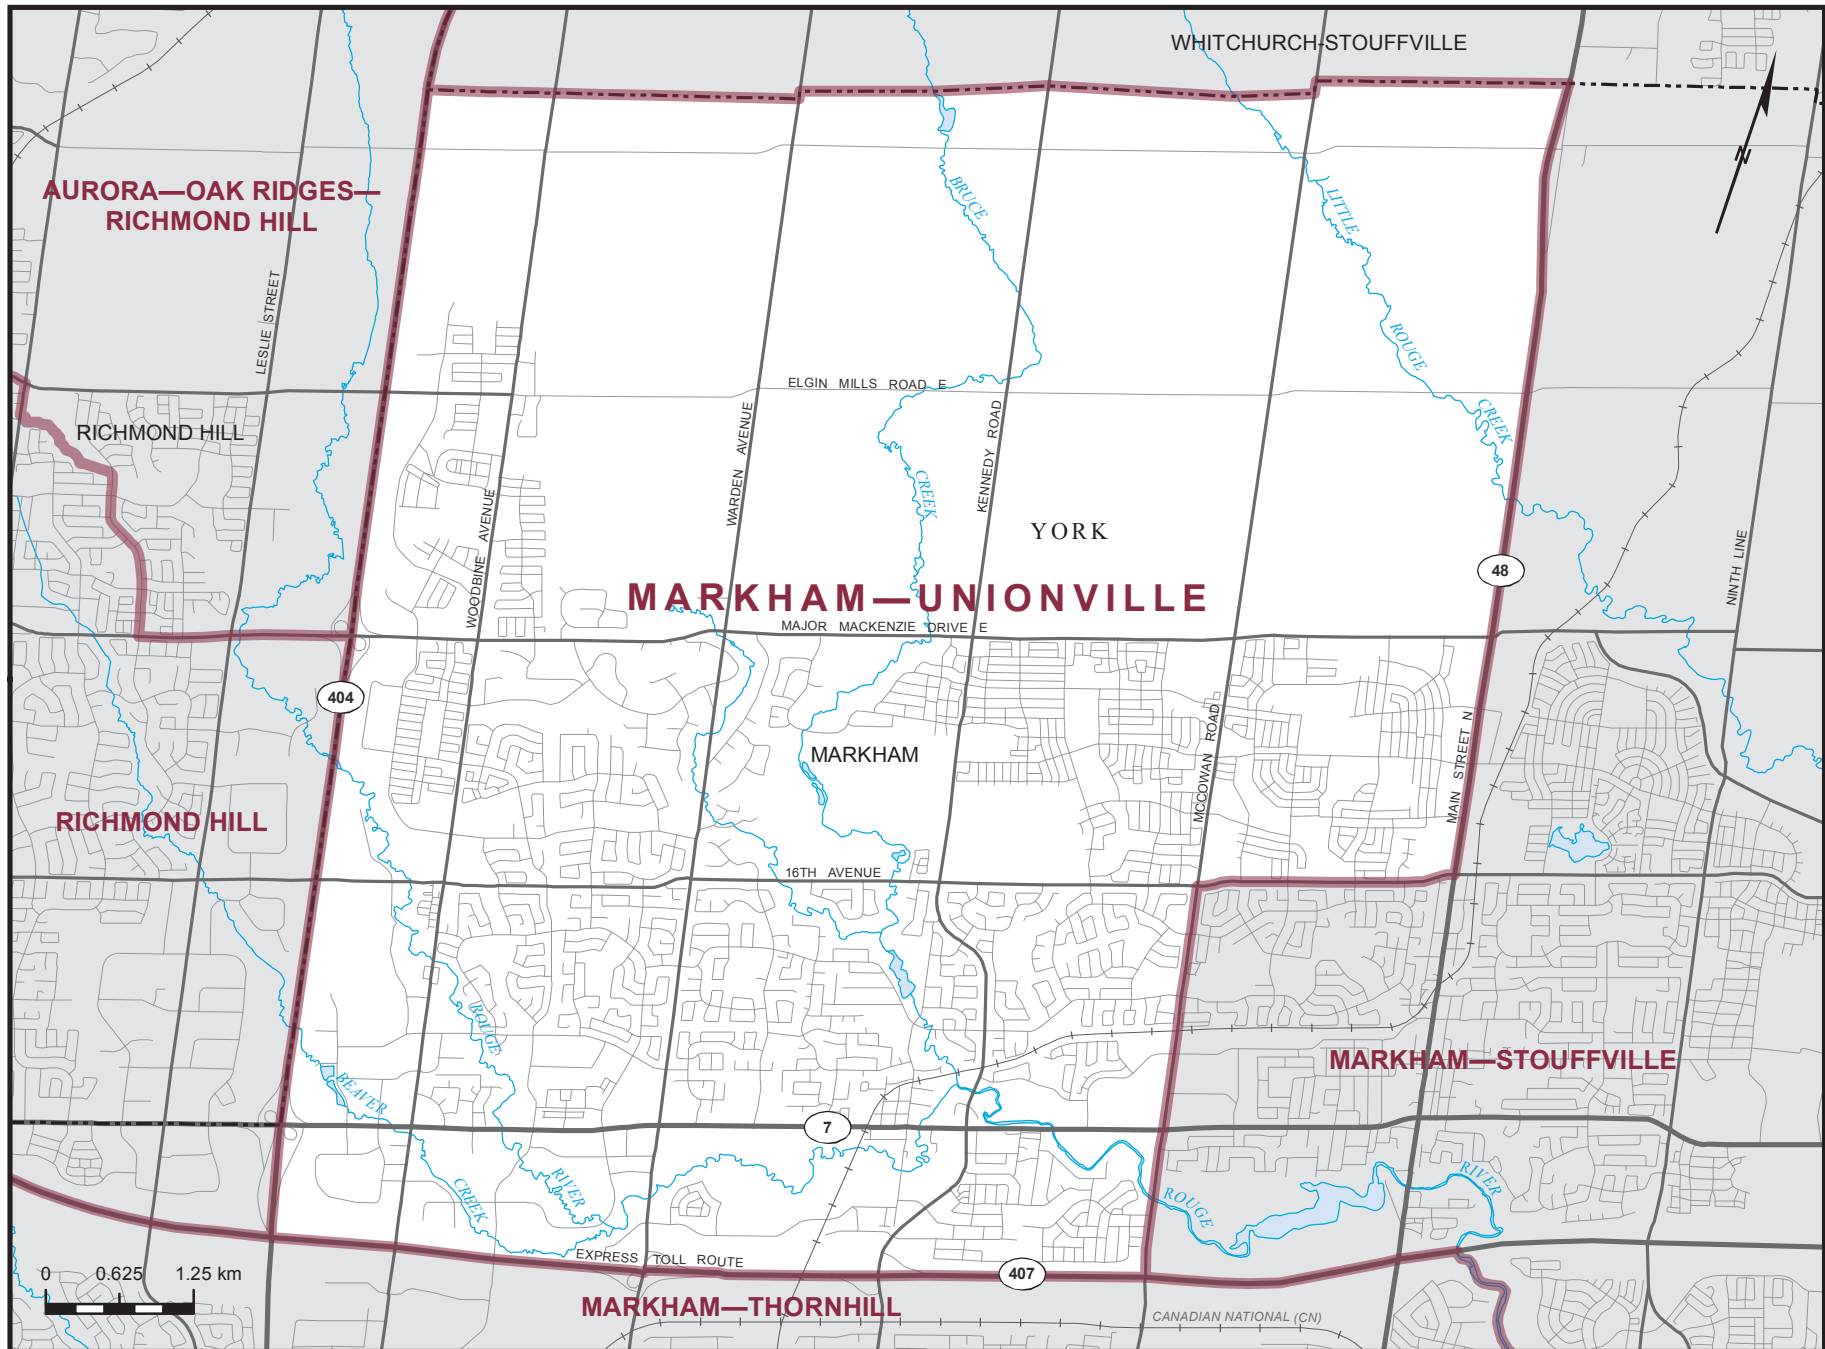 WHITCHURCH-STOUFFVILLE
N
AURORA—OAK RIDGES—
RICHMOND HILL
BRUCE
LITTLE
LESLIE STREET
ROUGE
ELGIN MILLS ROAD E
RICHMOND HILL
WARDEN AVENUE
KENNEDY ROAD
CREEK
CREEK
WOODBINE AVENUE
YORK
48
NINTH LINE
MARKHAM—UNIONVILLE
MAJOR MACKENZIE DRIVE E
404
MARKHAM
MCCOWAN ROAD
MAIN STREET N
RICHMOND HILL
16TH AVENUE
ROUGE
MARKHAM—STOUFFVILLE
BEAVER
7
RIVER
CREEK
ROUGE
RIVER
EXPRESS TOLL ROUTE
407
0 0.625 1.25 km
MARKHAM—THORNHILL
CANADIAN NATIONAL (CN)